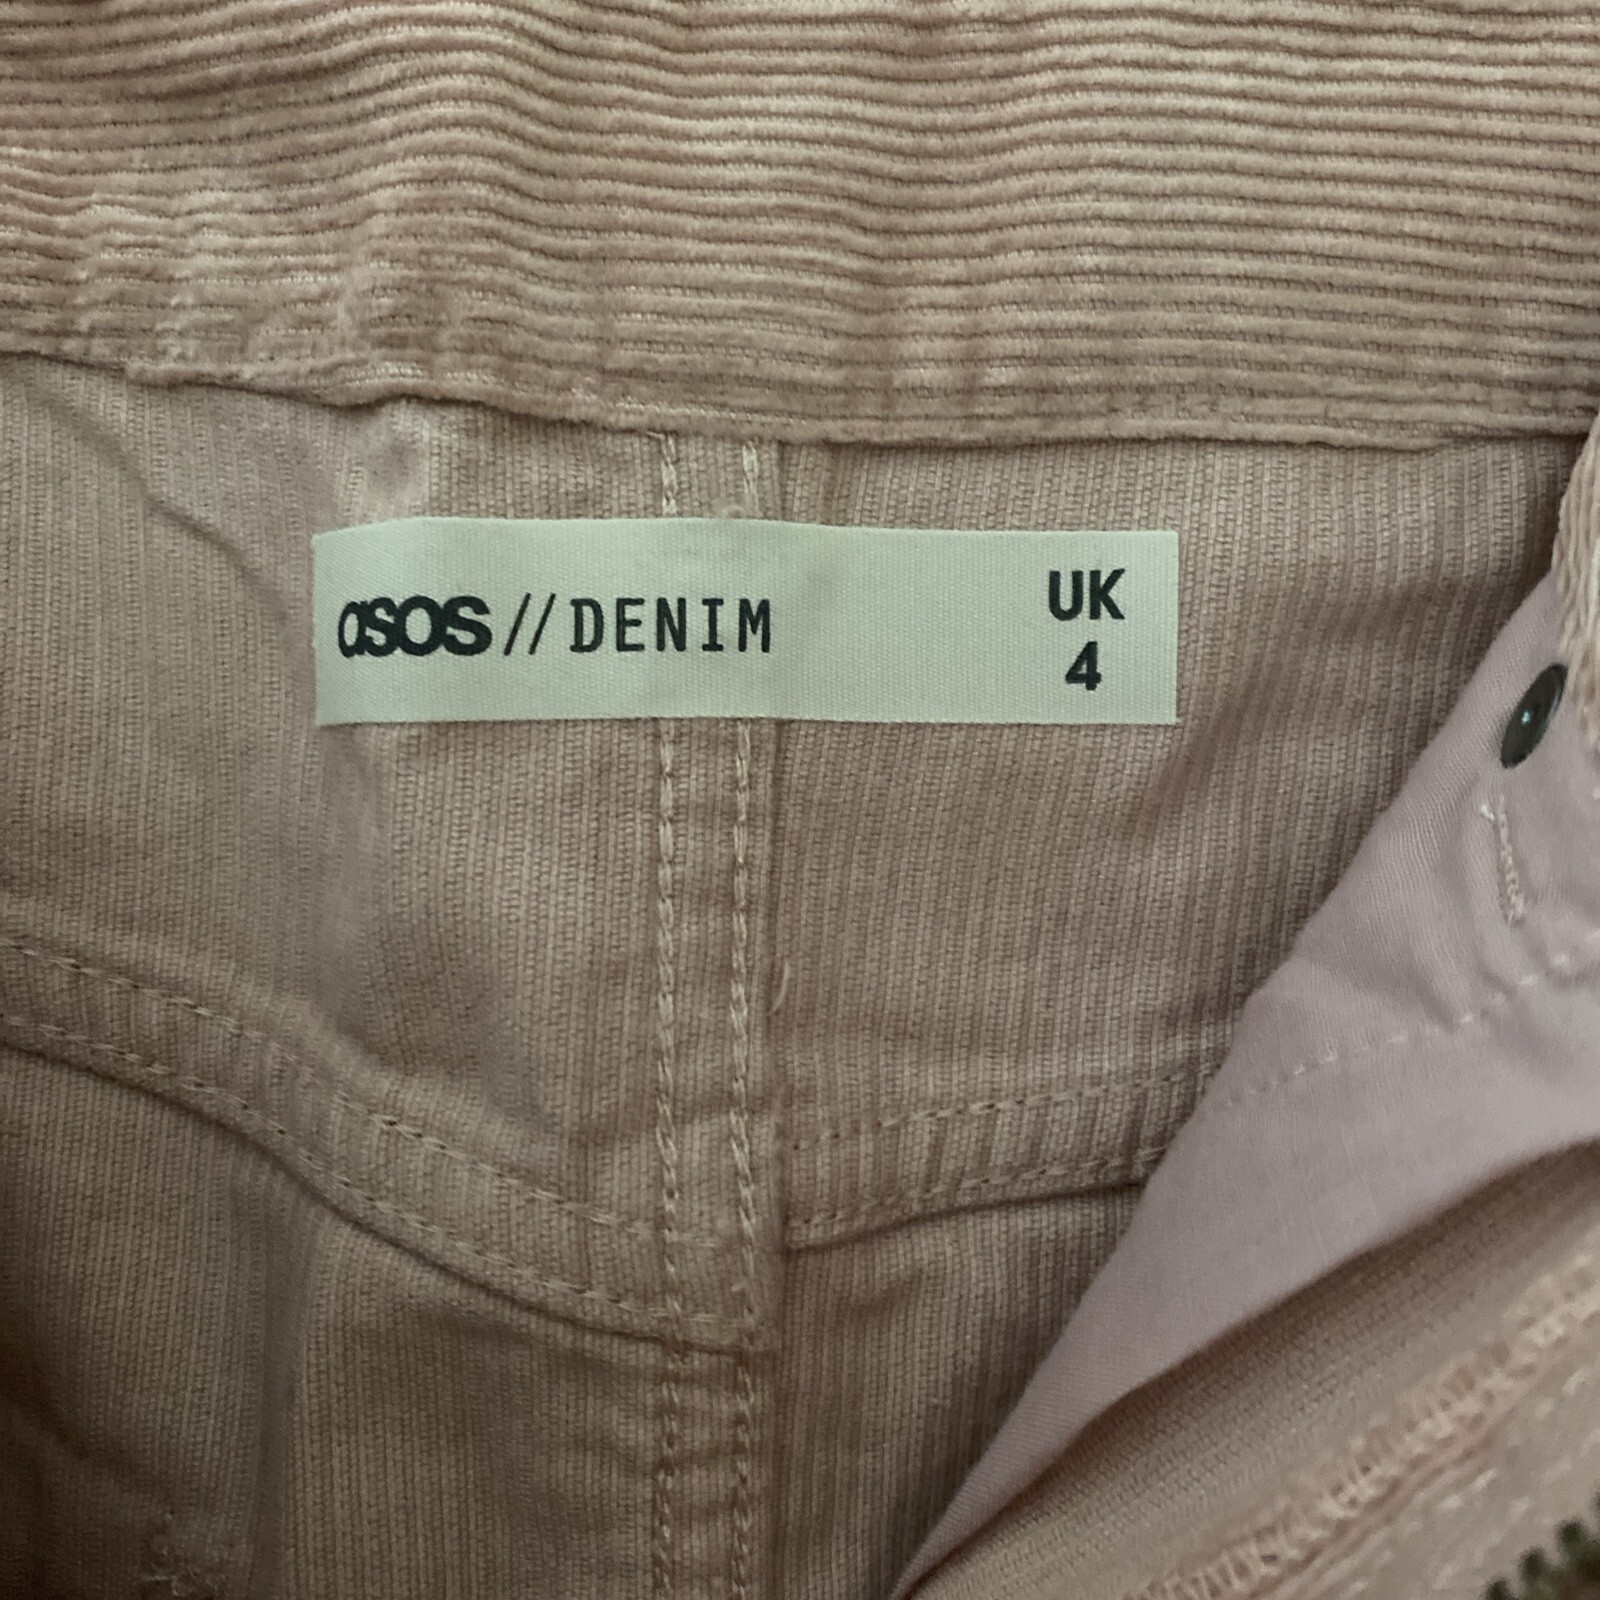 asos // DENIM
UK
4